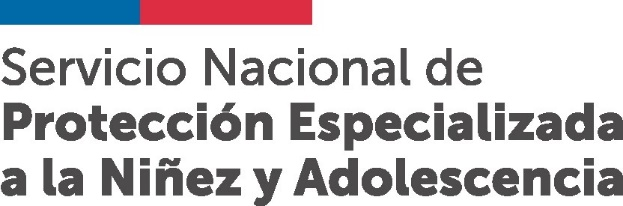 Servicio Nacional de
Protección Especializada
a la Niñez y Adolescencia